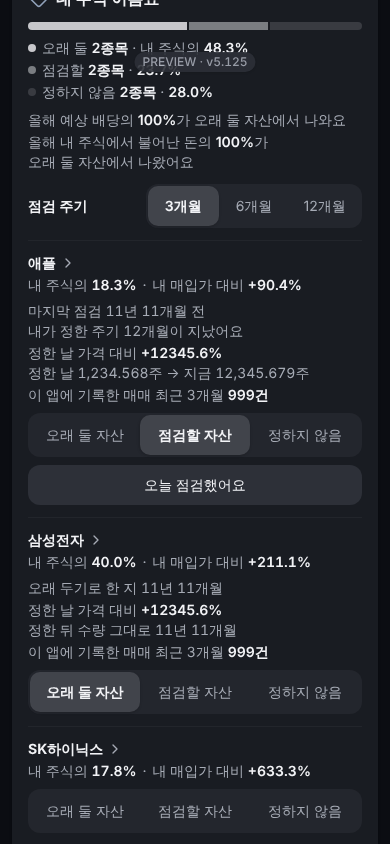 내 주식 이름표
오래 둘 2종목 · 내 주식의 48.3%
PREVIEW · v5.125
점검할 2종목 ·
정하지 않음 2종목 · 28.0%
올해 예상 배당의 100%가 오래 둘 자산에서 나와요
올해 내 주식에서 불어난 돈의 100%가
오래 둘 자산에서 나왔어요
점검 주기
3개월
6개월
12개월
애플
내 주식의 18.3% · 내 매입가 대비 +90.4%
마지막 점검 11년 11개월 전
내가 정한 주기 12개월이 지났어요
정한 날 가격 대비 +12345.6%
정한 날 1,234.568주 → 지금 12,345.679주
이 앱에 기록한 매매 최근 3개월 999건
오래 둘 자산
점검할 자산
정하지 않음
오늘 점검했어요
삼성전자
내 주식의 40.0% · 내 매입가 대비 +211.1%
오래 두기로 한 지 11년 11개월
정한 날 가격 대비 +12345.6%
정한 뒤 수량 그대로 11년 11개월
이 앱에 기록한 매매 최근 3개월 999건
오래 둘 자산
점검할 자산
정하지 않음
SK하이닉스
내 주식의 17.8% · 내 매입가 대비 +633.3%
오래 둘 자산
점검할 자산
정하지 않음